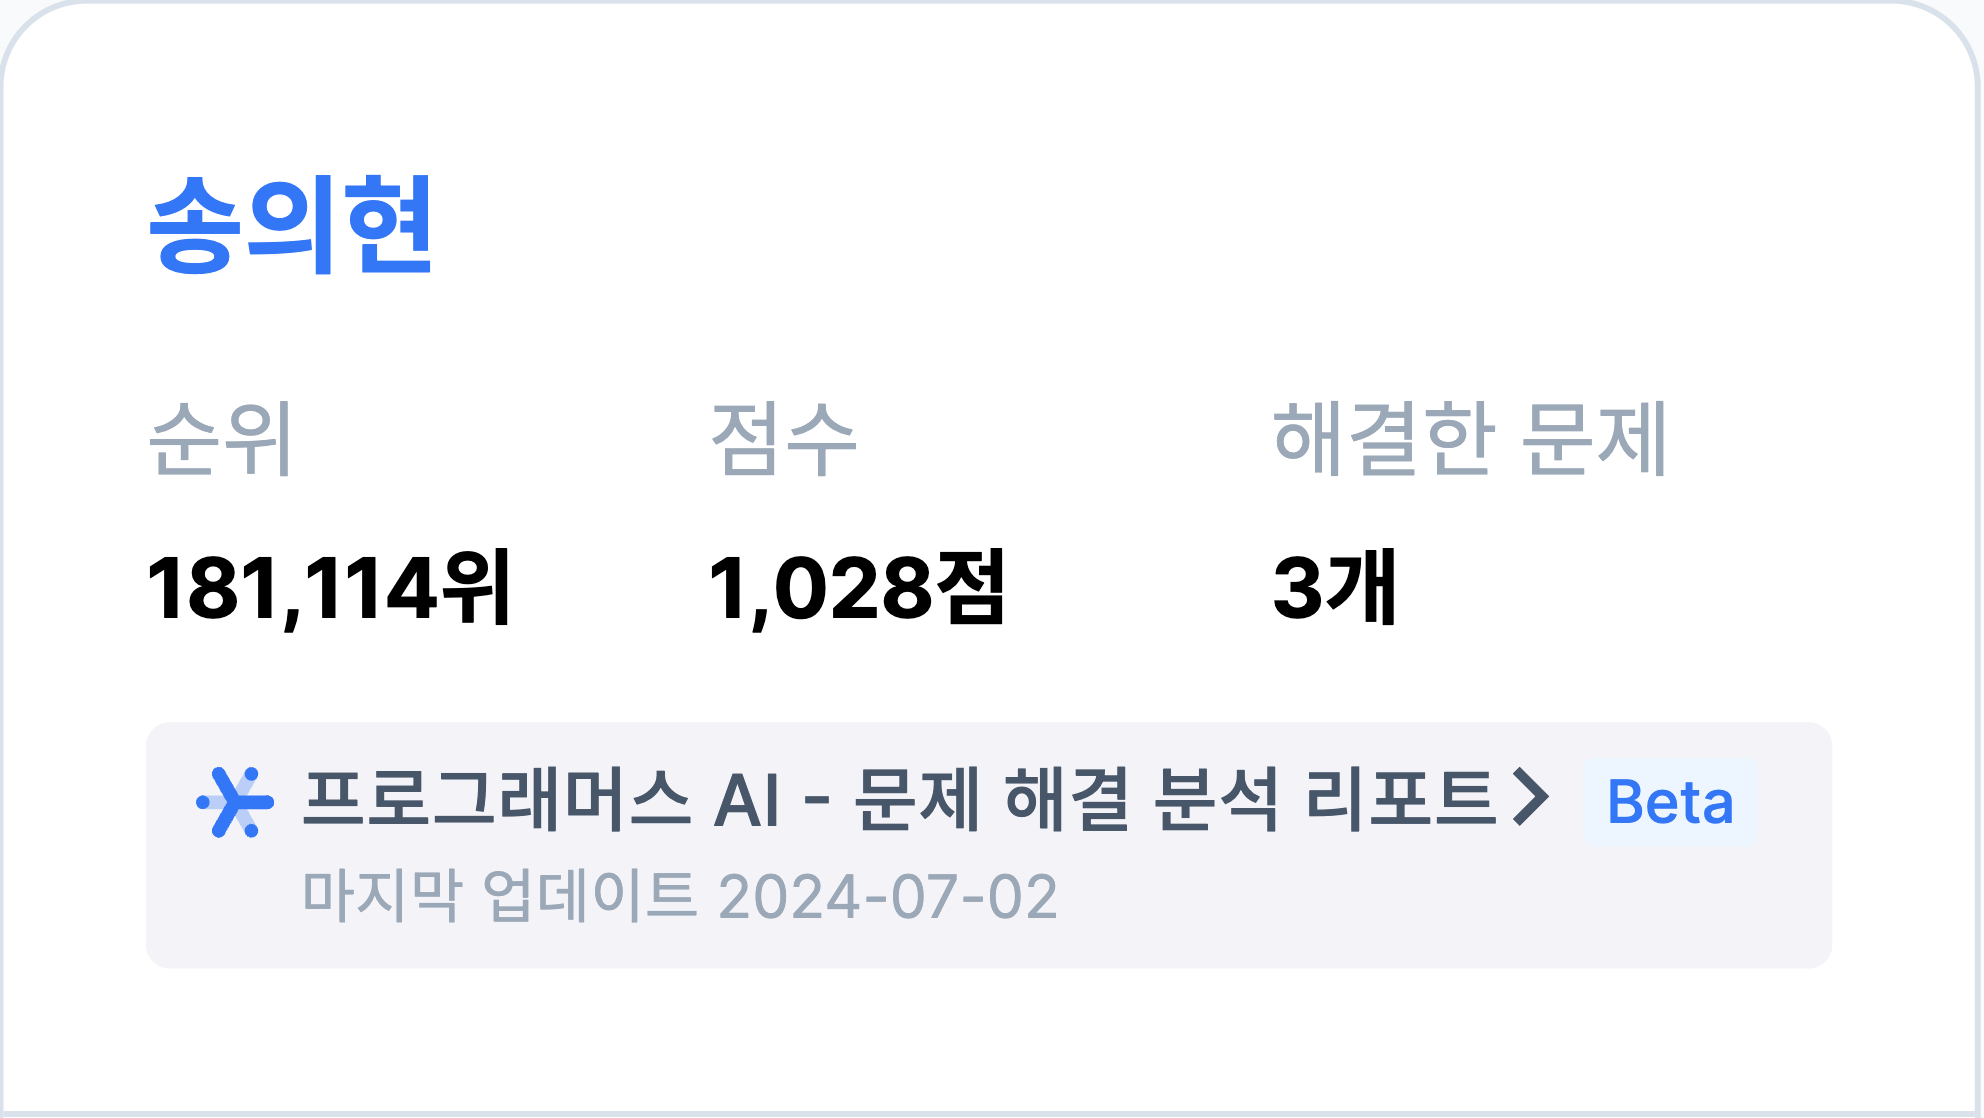 송의현
순위 점수 해결한 문제
181,114위 1,028점 3개
프로그래머스 AI - 문제 해결 분석 리포트 Beta
마지막 업데이트 2024-07-02